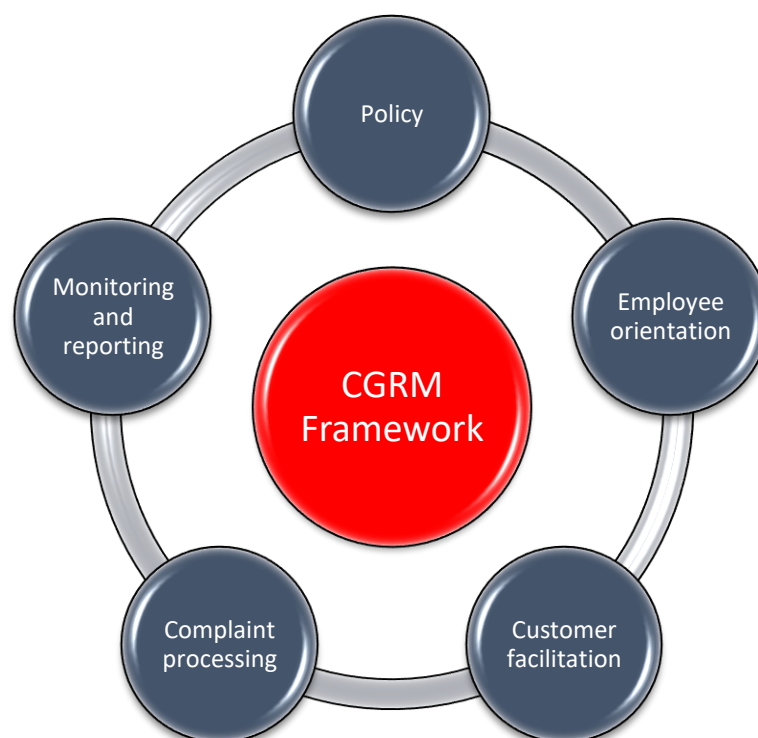 Policy
Employee
orientation
Customer
facilitation
Complaint
processing
Monitoring
and
reporting
CGRM
Framework